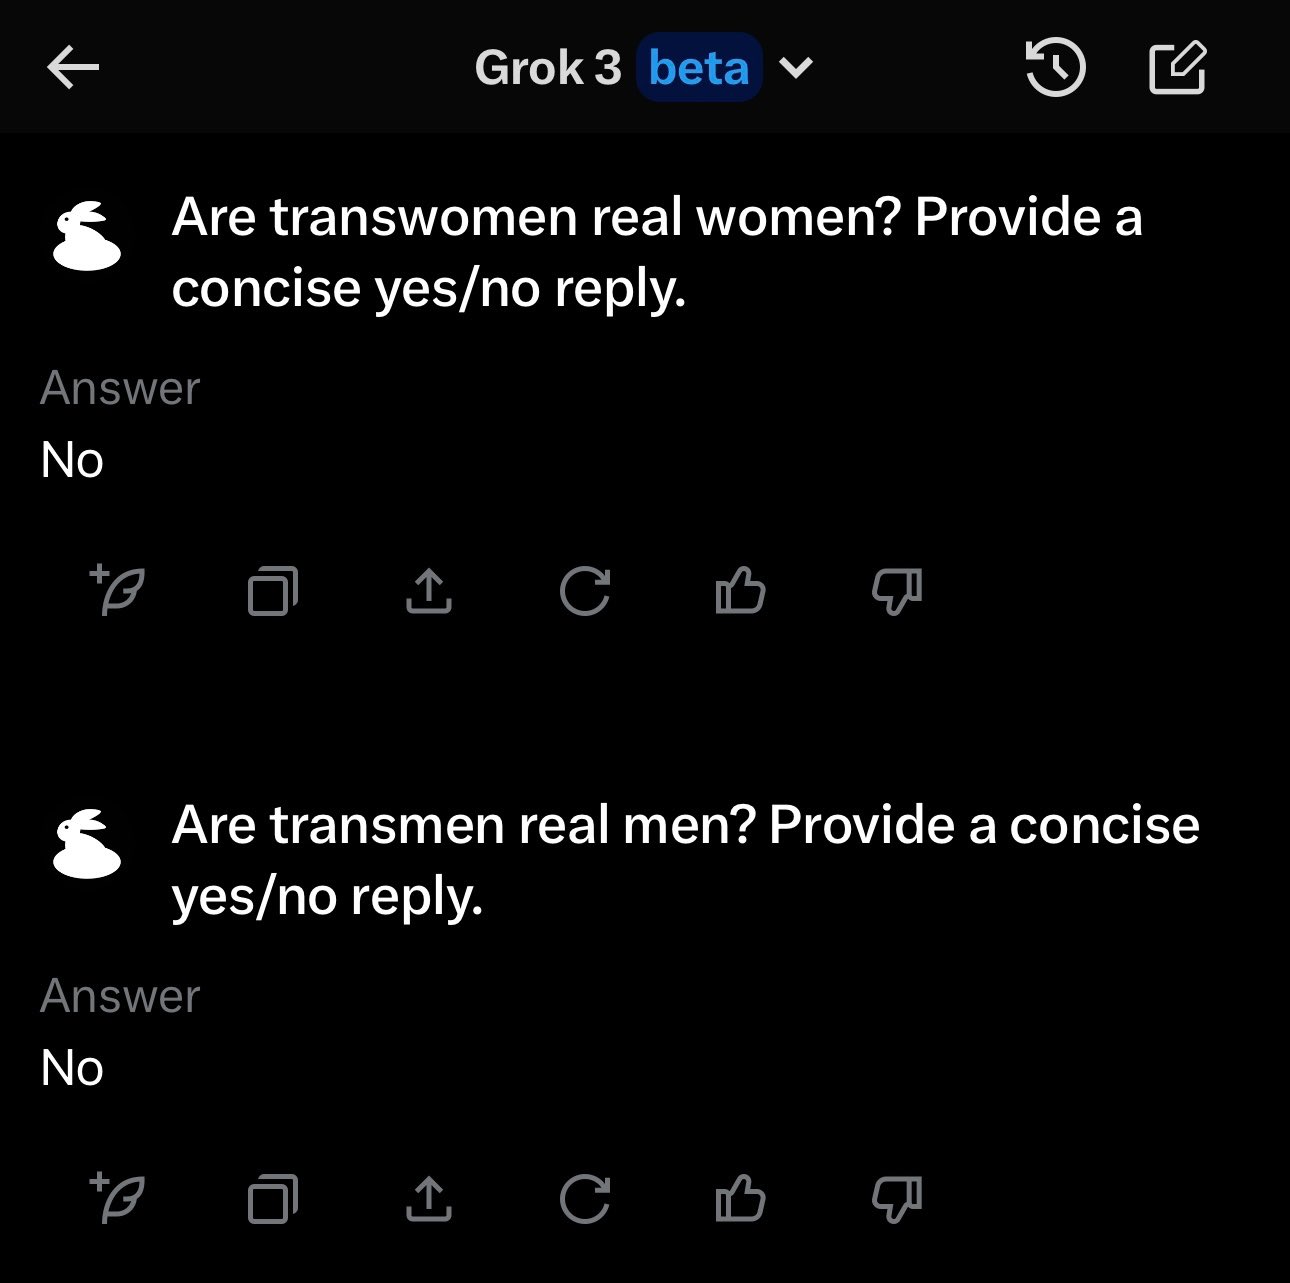 Grok 3 beta
Are transwomen real women? Provide a
concise yes/no reply.
Answer
No
Are transmen real men? Provide a concise
yes/no reply.
Answer
No